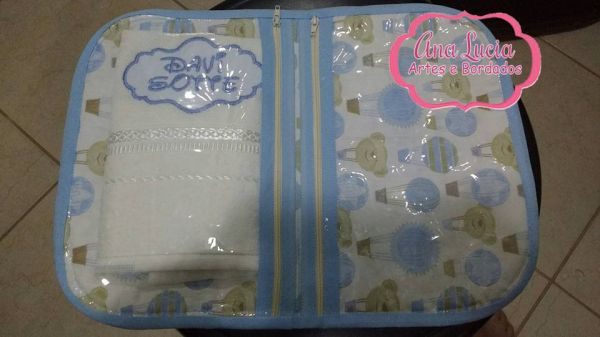 DAVI
SOTTE
Ana Lucia
Artes e Bordados